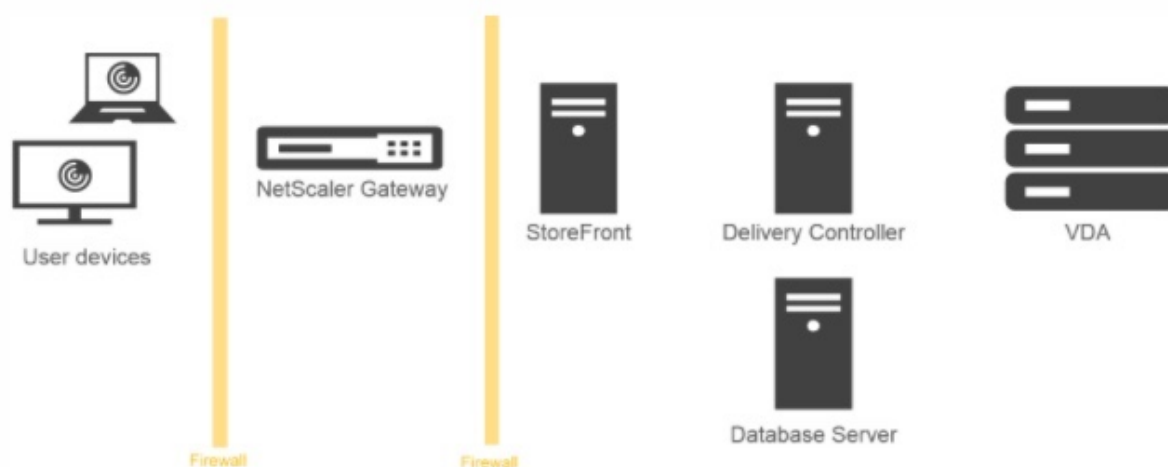 NetScaler Gateway
User devices
StoreFront
Delivery Controller
VDA
Database Server
Firewall
Firewall